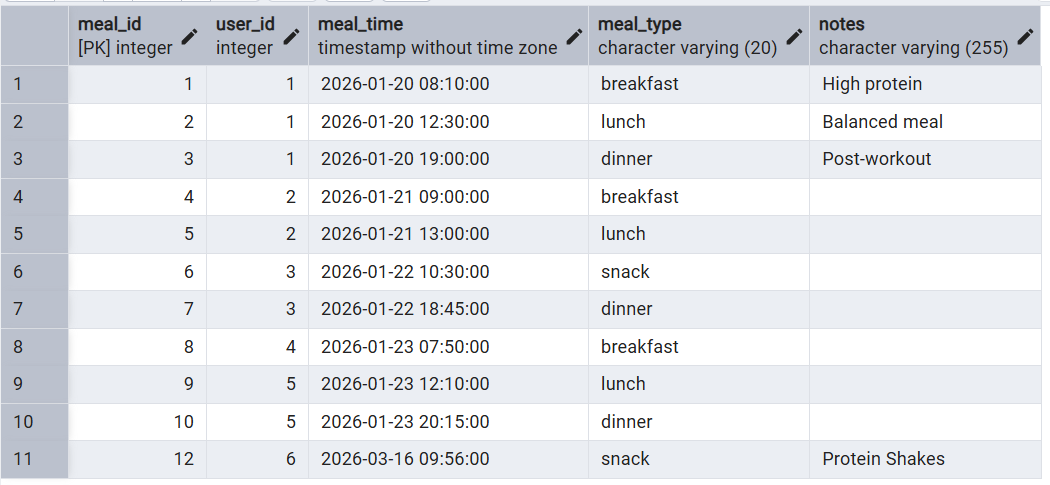 meal_id user_id meal_time meal_type notes
[PK] integer integer timestamp without time zone character varying (20) character varying (255)
1 1 1 2026-01-20 08:10:00 breakfast High protein
2 2 1 2026-01-20 12:30:00 lunch Balanced meal
3 3 1 2026-01-20 19:00:00 dinner Post-workout
4 4 2 2026-01-21 09:00:00 breakfast
5 5 2 2026-01-21 13:00:00 lunch
6 6 3 2026-01-22 10:30:00 snack
7 7 3 2026-01-22 18:45:00 dinner
8 8 4 2026-01-23 07:50:00 breakfast
9 9 5 2026-01-23 12:10:00 lunch
10 10 5 2026-01-23 20:15:00 dinner
11 12 6 2026-03-16 09:56:00 snack Protein Shakes